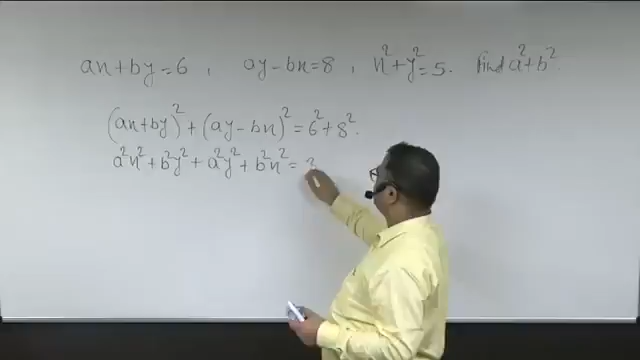 ax+by=6, ay-bx=8, x²+y²=5. Find a²+b².
(ax+by)²+(ay-bx)²=6²+8².
a²x²+b²y²+a²y²+b²x²=3